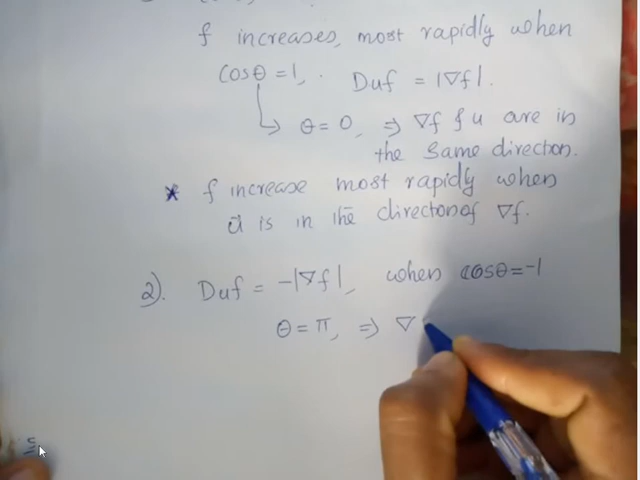 f increases, most rapidly when
cosθ = 1, . Duf = |∇f|.
θ = 0, ⇒ ∇f & u are in
the same direction.
* f increase most rapidly when
ū is in the direction of ∇f.
2). Duf = -|∇f|, when cosθ = -1
θ = π, ⇒ ∇